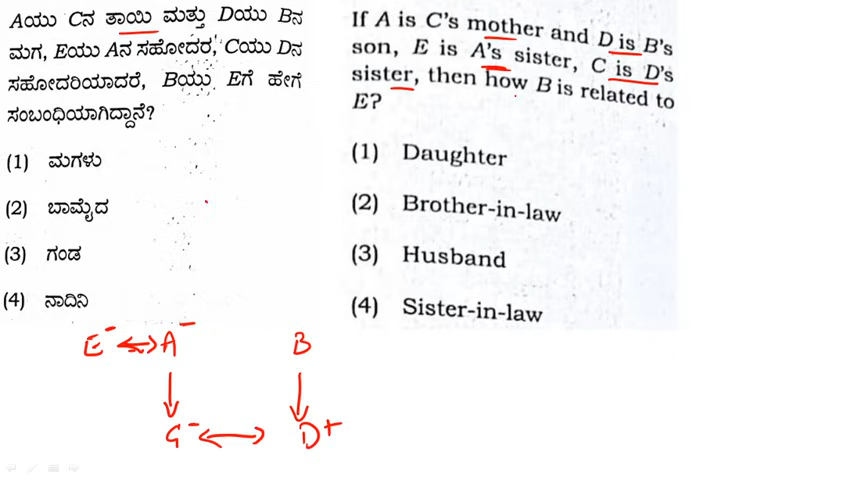 Aಯು Cನ ತಾಯಿ ಮತ್ತು Dಯು Bನ
ಮಗ, Eಯು Aನ ಸಹೋದರ, Cಯು Dನ
ಸಹೋದರಿಯಾದರೆ, Bಯು Eಗೆ ಹೇಗೆ
ಸಂಬಂಧಿಯಾಗಿದ್ದಾನೆ?
(1) ಮಗಳು
(2) ಬಾಮೈದ
(3) ಗಂಡ
(4) ನಾದಿನಿ
If A is C's mother and D is B's
son, E is A's sister, C is D's
sister, then how B is related to
E?
(1) Daughter
(2) Brother-in-law
(3) Husband
(4) Sister-in-law
E⁻ ↔ A⁻ B
C⁻ ↔ D+